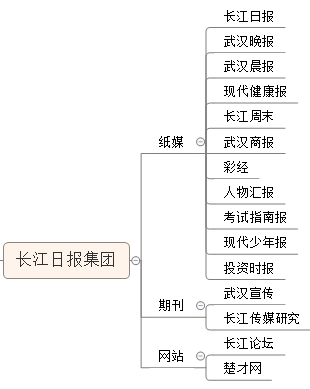 长江日报集团
纸媒
长江日报
武汉晚报
武汉晨报
现代健康报
长江周末
武汉商报
彩经
人物汇报
考试指南报
现代少年报
投资时报
期刊
武汉宣传
长江传媒研究
网站
长江论坛
楚才网